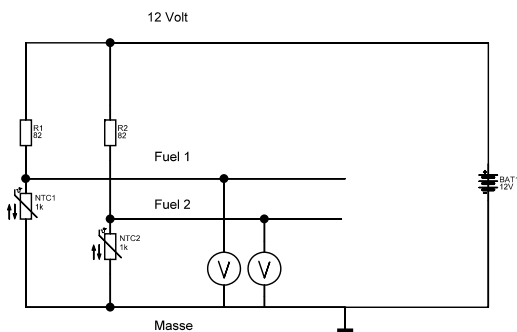 12 Volt
R1
82
R2
82
Fuel 1
BAT1
12V
NTC1
1k
Fuel 2
NTC2
1k
V
V
Masse